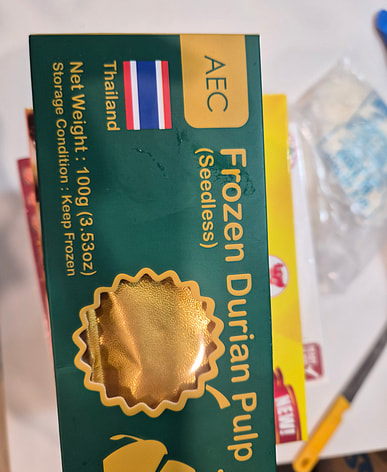 AEC
Frozen Durian Pulp
(Seedless)
Thailand
Net Weight : 100g (3.53oz)
Storage Condition : Keep Frozen
NEW!